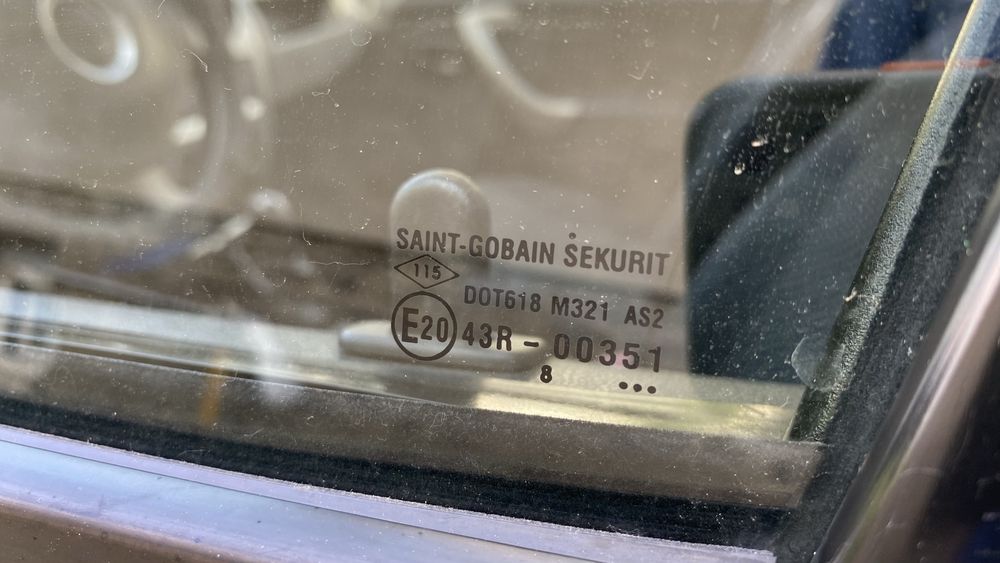 SAINT-GOBAIN SEKURIT
115
DOT618 M321 AS2
E20 43R - 00351
8 •••